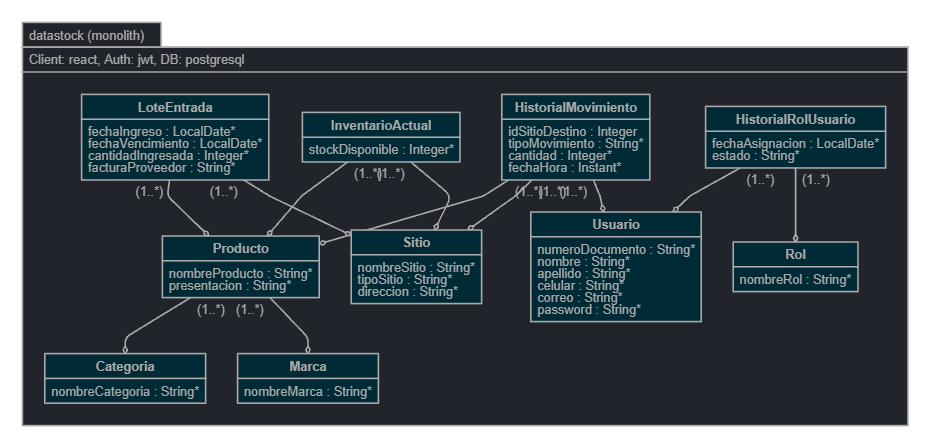 datastock (monolith)
Client: react, Auth: jwt, DB: postgresql
LoteEntrada
fechaIngreso : LocalDate*
fechaVencimiento : LocalDate*
cantidadIngresada : Integer*
facturaProveedor : String*
InventarioActual
stockDisponible : Integer*
HistorialMovimiento
idSitioDestino : Integer
tipoMovimiento : String*
cantidad : Integer*
fechaHora : Instant*
HistorialRolUsuario
fechaAsignacion : LocalDate*
estado : String*
(1..*)
(1..*)
(1..*)
(1..*)
(1..*)
(1..*)
(1..*)
(1..*)
(1..*)
Producto
nombreProducto : String*
presentacion : String*
Sitio
nombreSitio : String*
tipoSitio : String*
direccion : String*
Usuario
numeroDocumento : String*
nombre : String*
apellido : String*
celular : String*
correo : String*
password : String*
Rol
nombreRol : String*
(1..*)
(1..*)
Categoria
nombreCategoria : String*
Marca
nombreMarca : String*